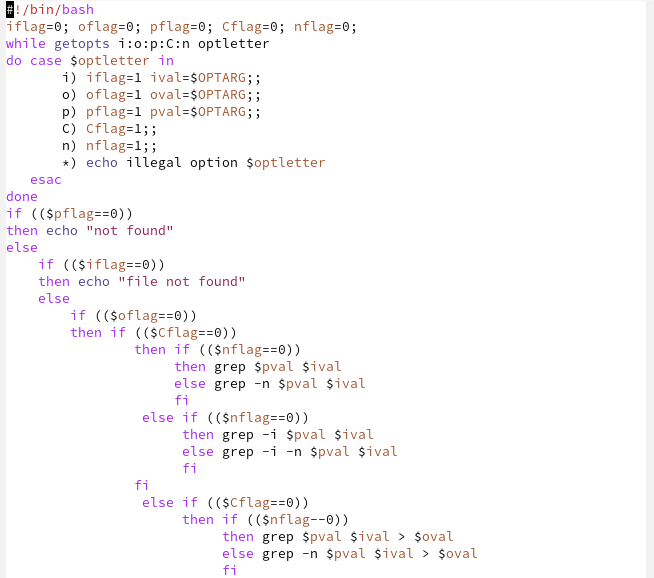 #!/bin/bash
iflag=0; oflag=0; pflag=0; Cflag=0; nflag=0;
while getopts i:o:p:C:n optletter
do case $optletter in
       i) iflag=1 ival=$OPTARG;;
       o) oflag=1 oval=$OPTARG;;
       p) pflag=1 pval=$OPTARG;;
       C) Cflag=1;;
       n) nflag=1;;
       *) echo illegal option $optletter
   esac
done
if (($pflag==0))
then echo "not found"
else
    if (($iflag==0))
    then echo "file not found"
    else
        if (($oflag==0))
        then if (($Cflag==0))
                then if (($nflag==0))
                     then grep $pval $ival
                     else grep -n $pval $ival
                     fi
                 else if (($nflag==0))
                      then grep -i $pval $ival
                      else grep -i -n $pval $ival
                      fi
                fi
                 else if (($Cflag==0))
                      then if (($nflag--0))
                           then grep $pval $ival > $oval
                           else grep -n $pval $ival > $oval
                           fi